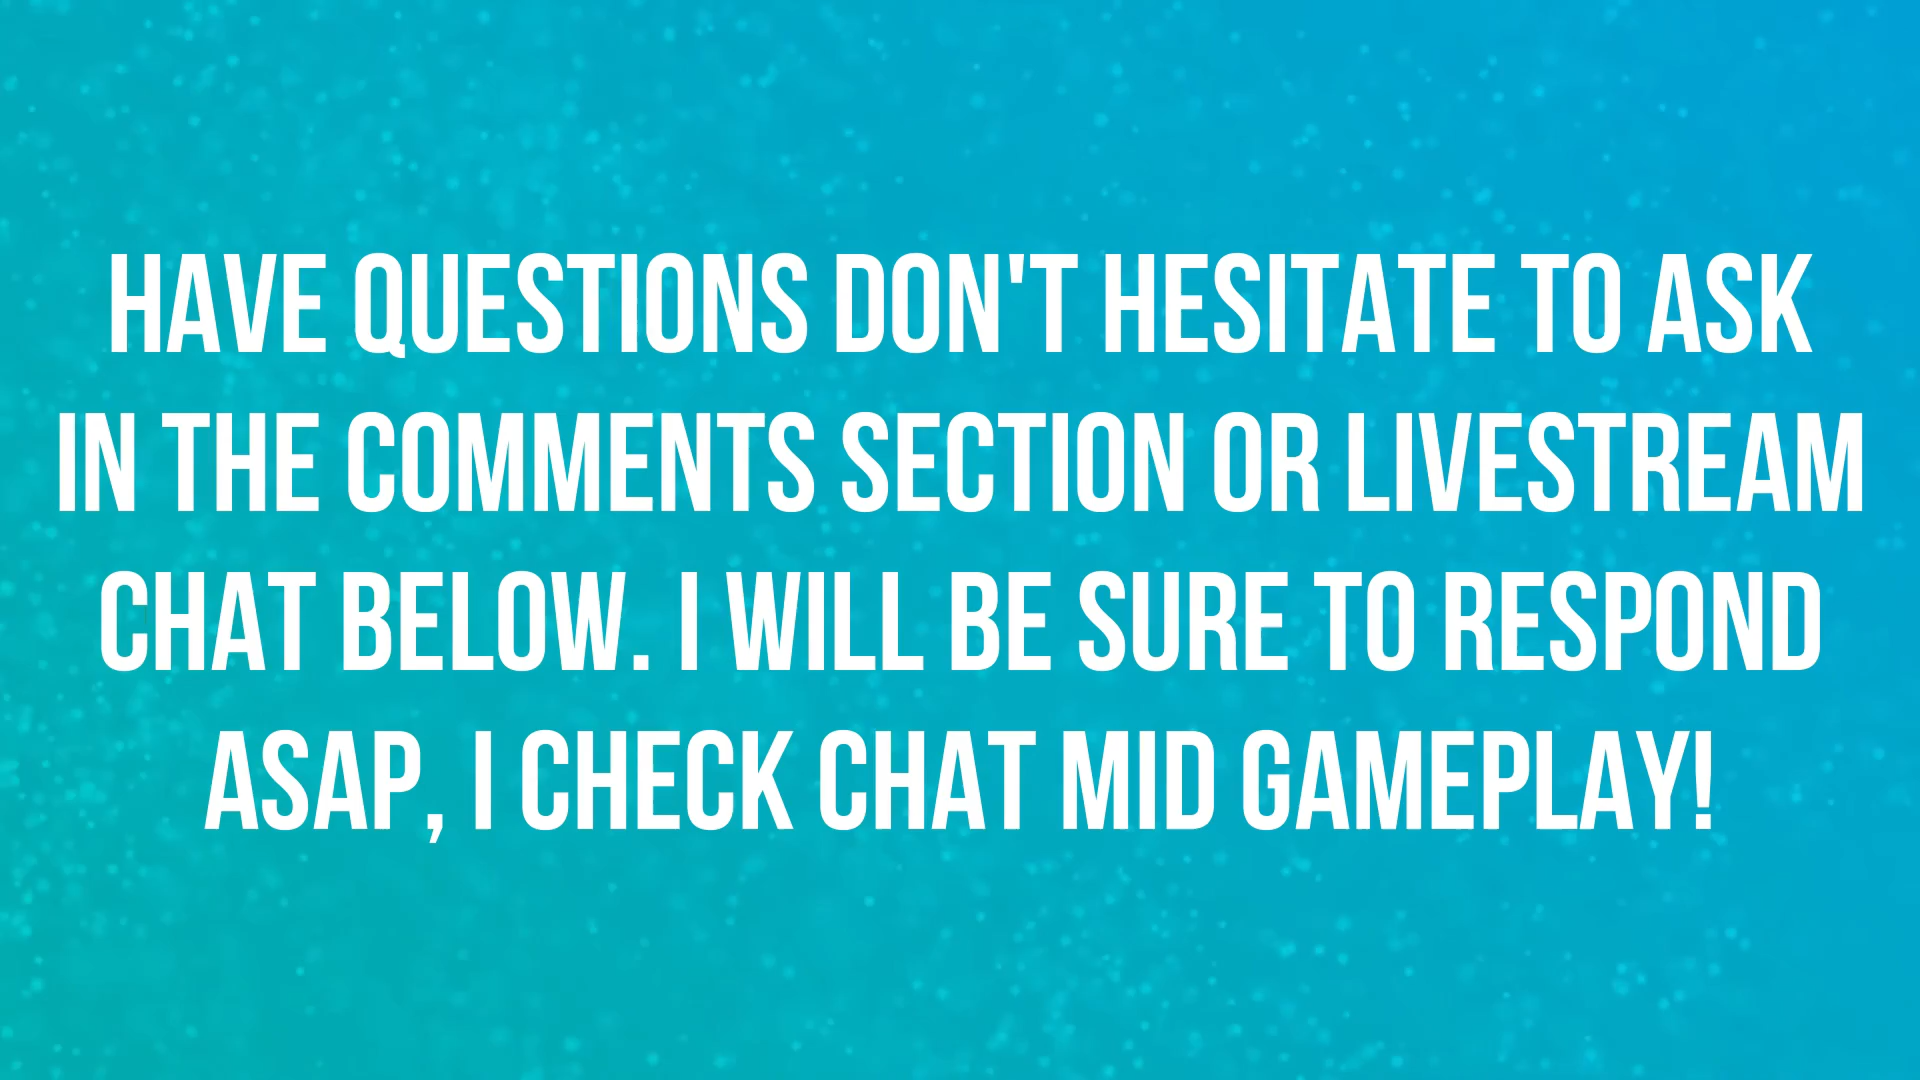 HAVE QUESTIONS DON'T HESITATE TO ASK
IN THE COMMENTS SECTION OR LIVESTREAM
CHAT BELOW. I WILL BE SURE TO RESPOND
ASAP, I CHECK CHAT MID GAMEPLAY!